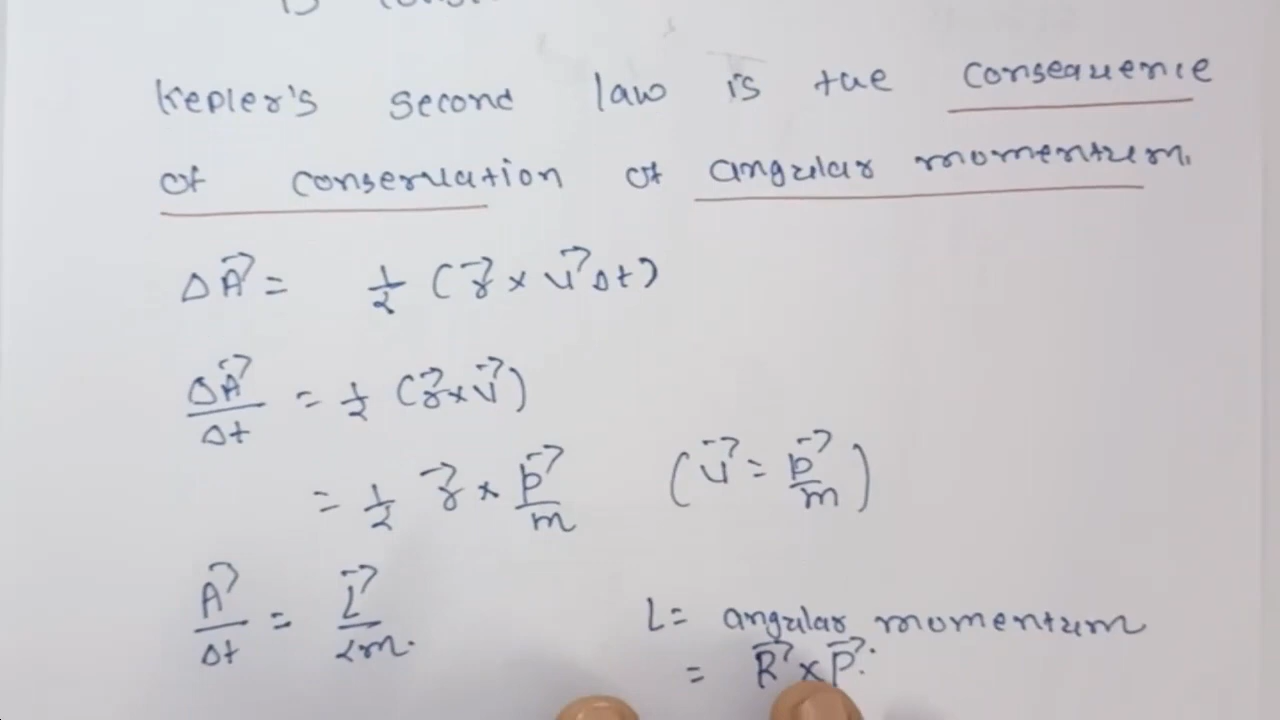 Kepler's second law is the consequence
of conservation of angular momentum.
ΔA⃗ = 1/2 (r⃗ × v⃗ Δt)
ΔA⃗/Δt = 1/2 (r⃗ × v⃗)
= 1/2 r⃗ × p⃗/m (v⃗ = p⃗/m)
A⃗/Δt = L⃗/2m. L = angular momentum
= R⃗ × P⃗.